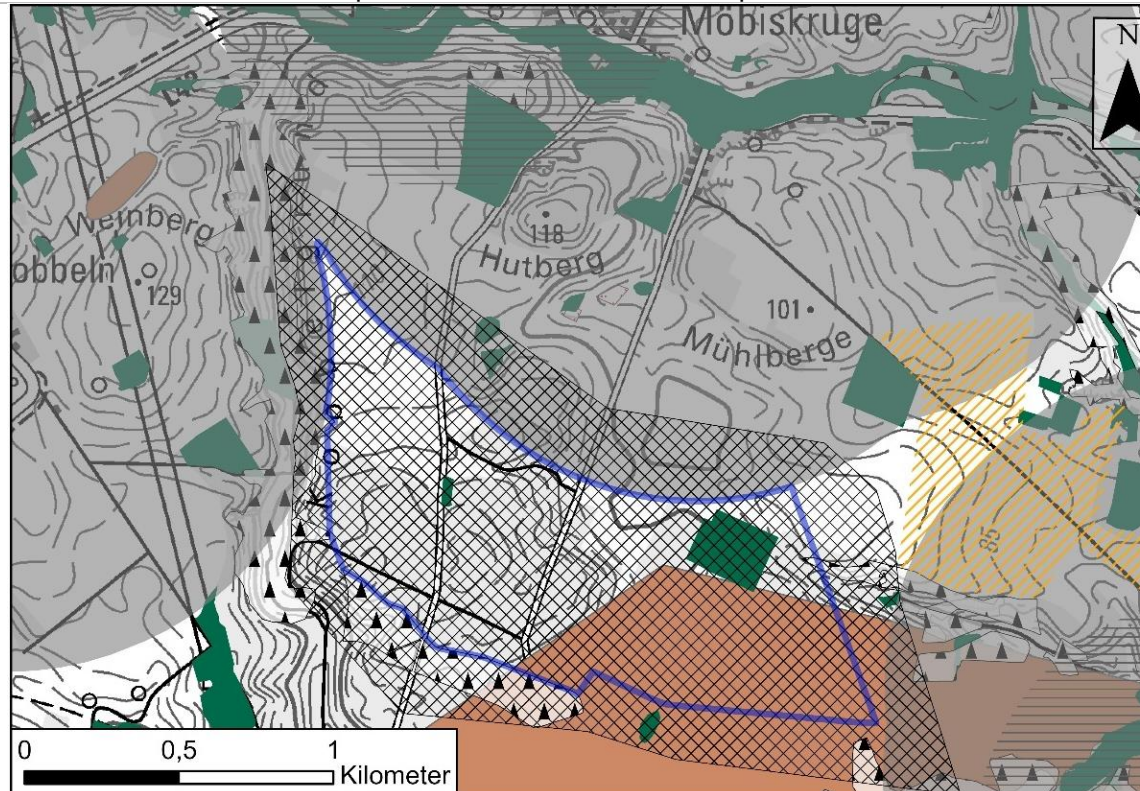 Möbiskruge
N
Weinberg
118
Hutberg
obbeln
129
101
Mühlberge
85
0 0,5 1
Kilometer